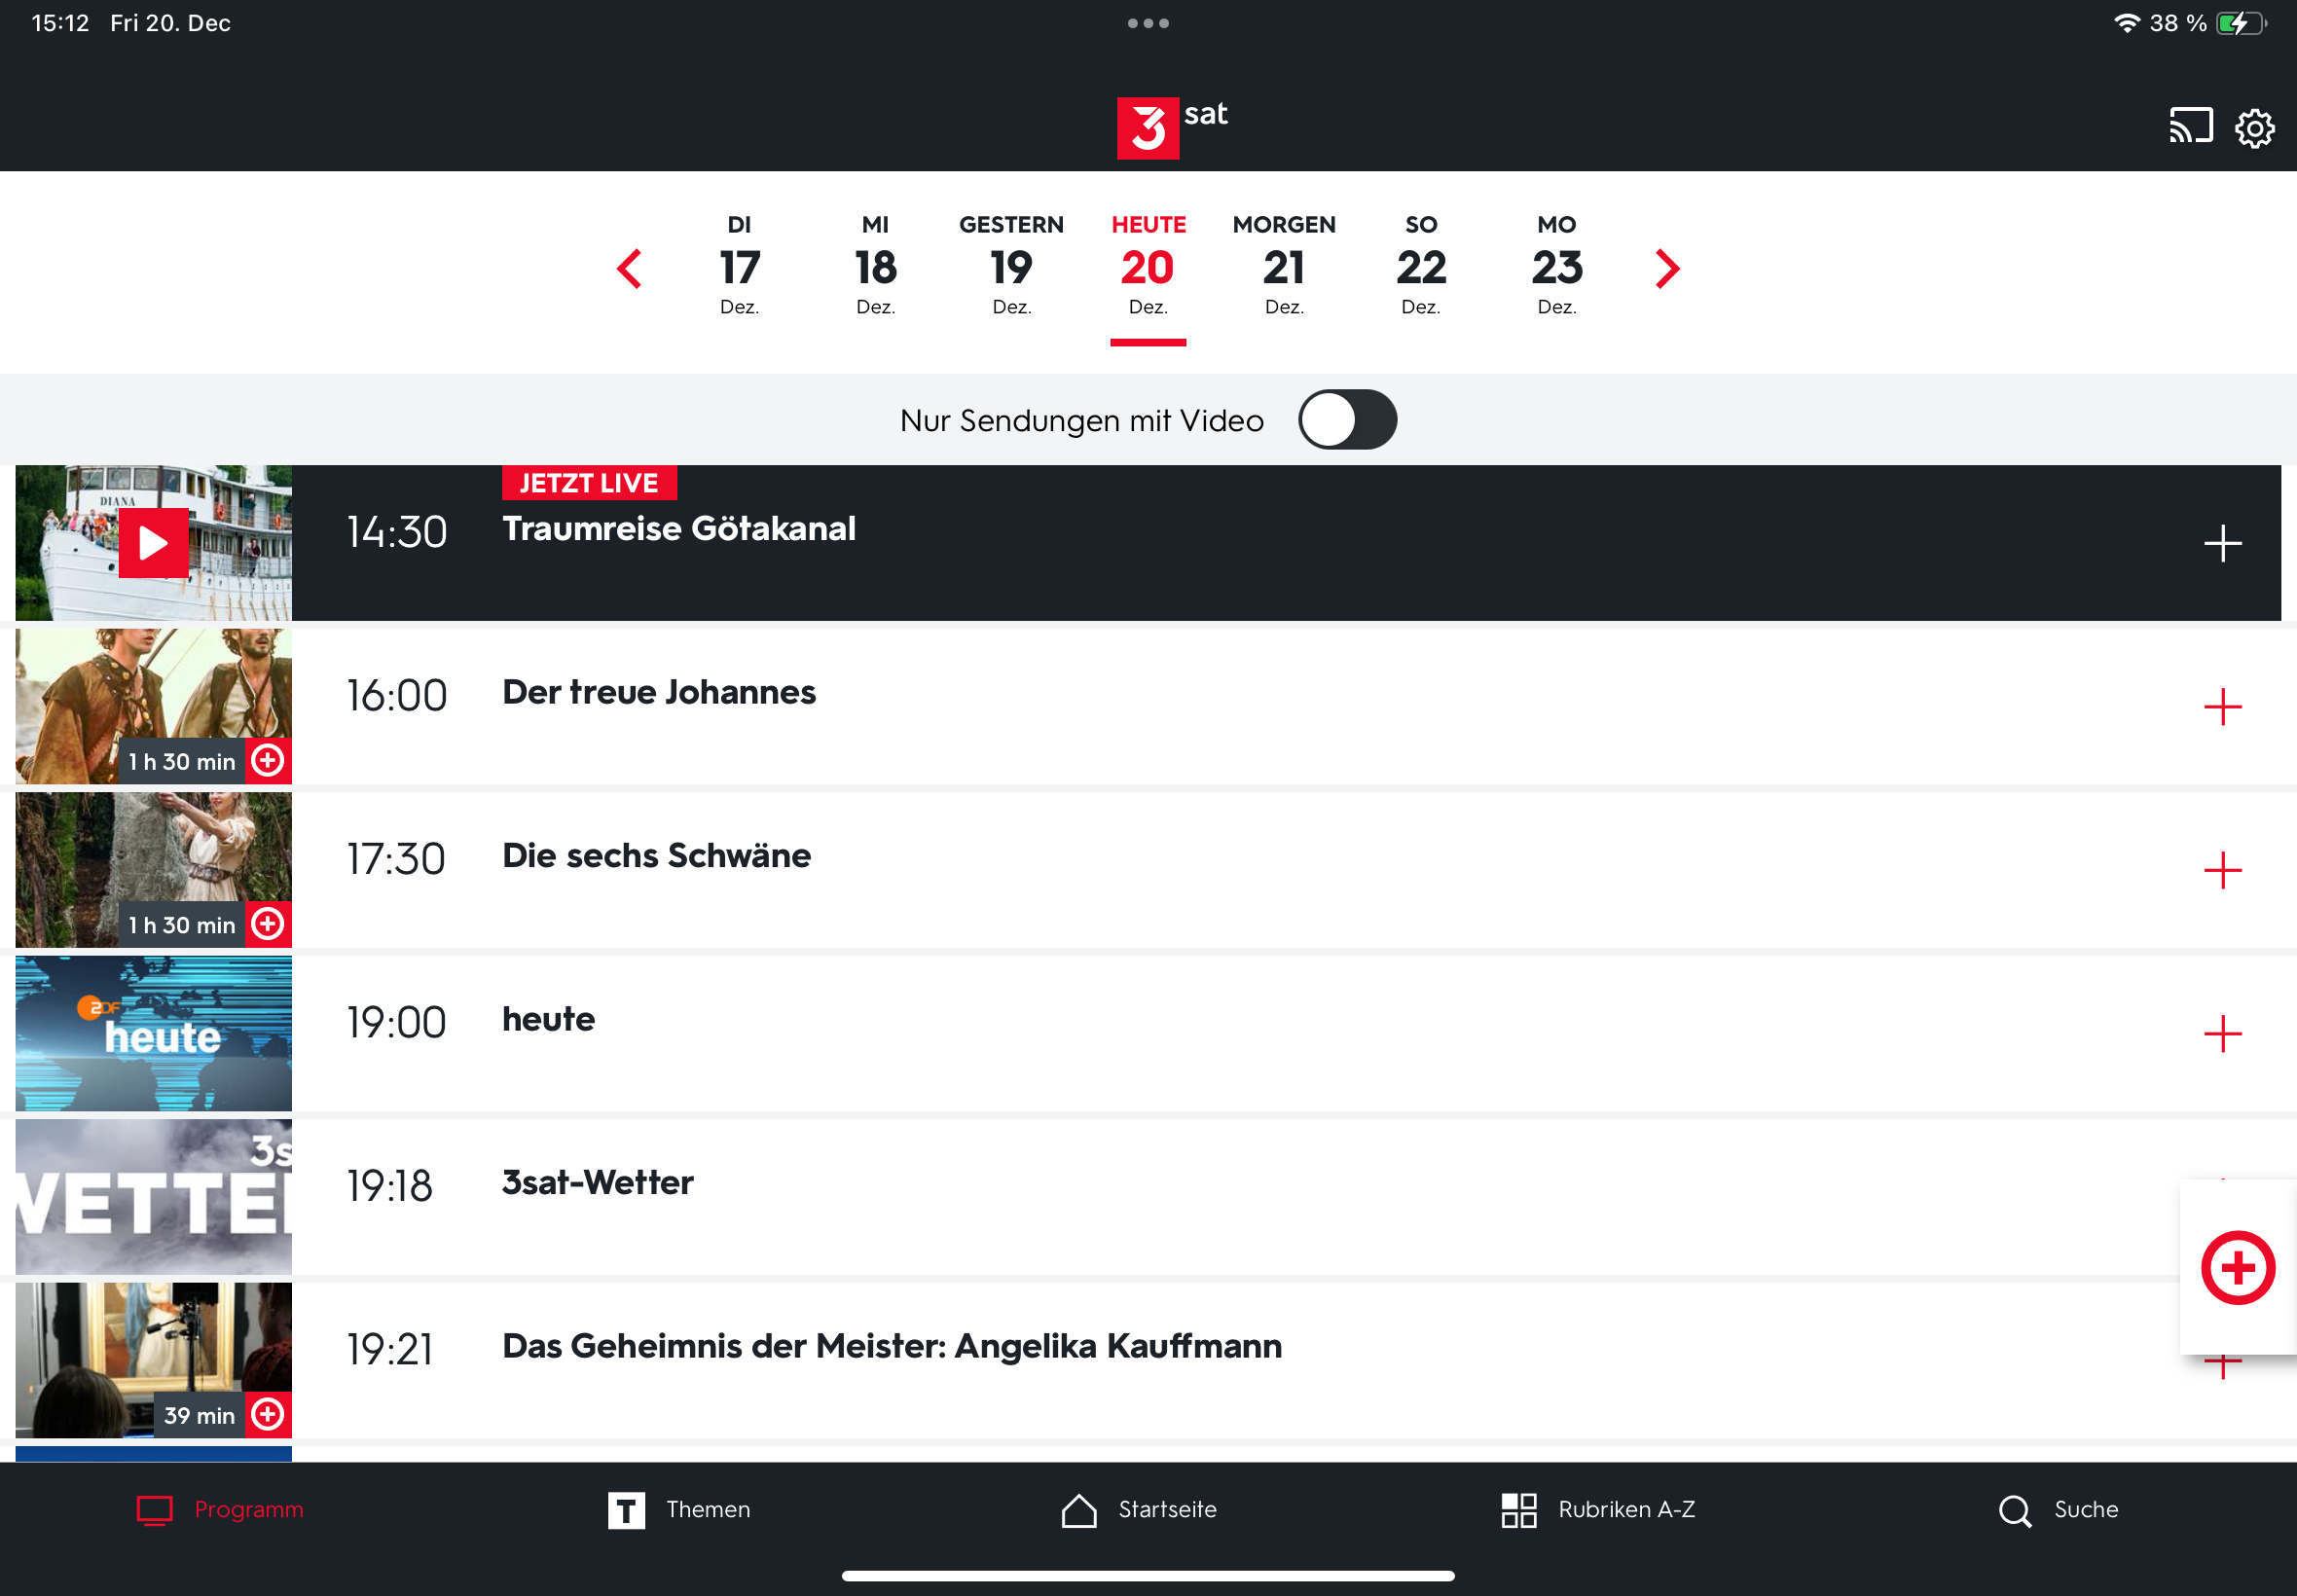 15:12 Fri 20. Dec
38 %
3 sat
DI MI GESTERN HEUTE MORGEN SO MO
17 18 19 20 21 22 23
Dez. Dez. Dez. Dez. Dez. Dez. Dez.
Nur Sendungen mit Video
DIANA
JETZT LIVE
14:30 Traumreise Götakanal
16:00 Der treue Johannes
1 h 30 min
17:30 Die sechs Schwäne
1 h 30 min
ZDF
heute
19:00 heute
3s
WETTE
19:18 3sat-Wetter
19:21 Das Geheimnis der Meister: Angelika Kauffmann
39 min
Programm
T Themen
Startseite
Rubriken A-Z
Suche